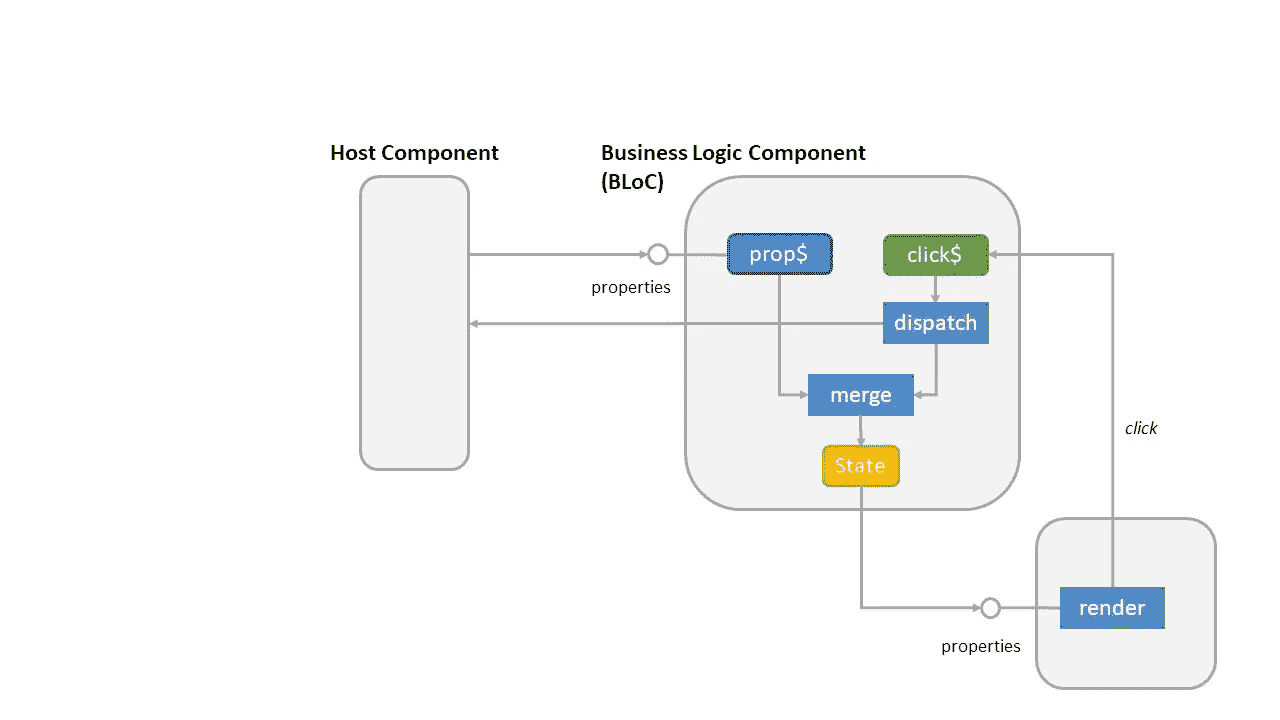 Host Component
Business Logic Component
(BLoC)
prop$
click$
properties
dispatch
merge
click
State
render
properties